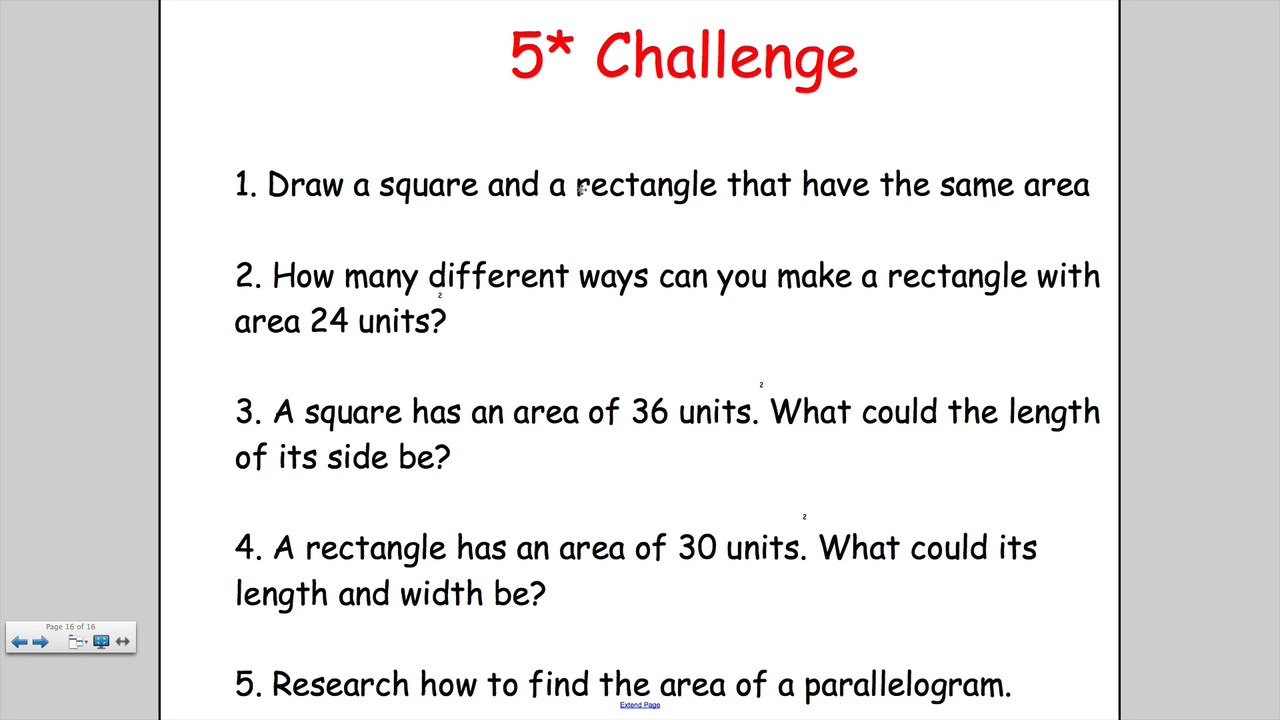 5* Challenge
1. Draw a square and a rectangle that have the same area
2. How many different ways can you make a rectangle with
area 24 units²?
3. A square has an area of 36 units.² What could the length
of its side be?
4. A rectangle has an area of 30 units.² What could its
length and width be?
Page 16 of 16
5. Research how to find the area of a parallelogram.
Extend Page